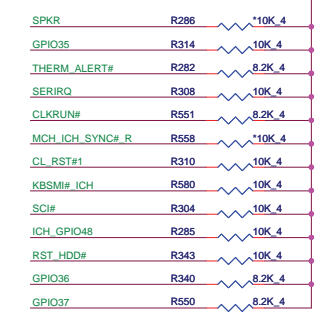 SPKR R286 *10K_4
GPIO35 R314 10K_4
THERM_ALERT# R282 8.2K_4
SERIRQ R308 10K_4
CLKRUN# R551 8.2K_4
MCH_ICH_SYNC#_R R558 *10K_4
CL_RST#1 R310 10K_4
KBSMI#_ICH R580 10K_4
SCI# R304 10K_4
ICH_GPIO48 R285 10K_4
RST_HDD# R343 10K_4
GPIO36 R340 8.2K_4
GPIO37 R550 8.2K_4